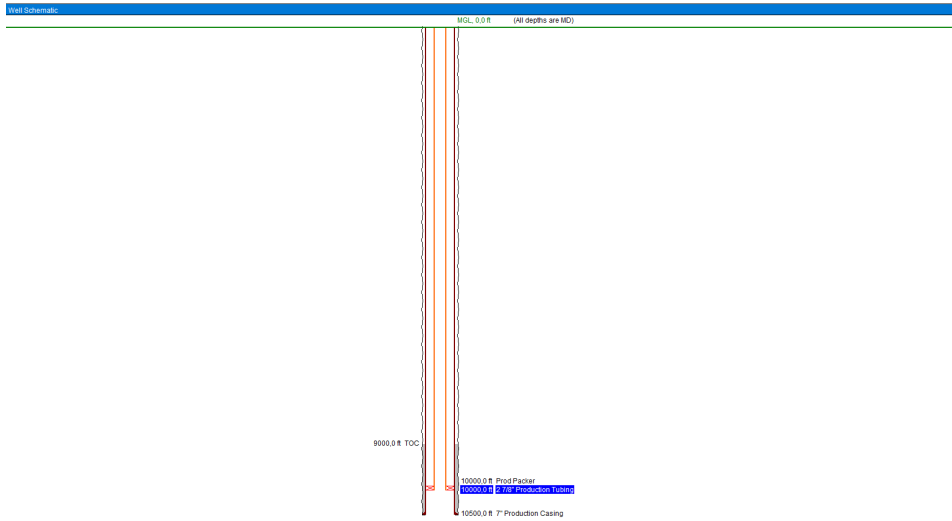 Well Schematic
MGL, 0,0 ft (All depths are MD)
9000,0 ft TOC
10000,0 ft Prod Packer
10000,0 ft 2 7/8" Production Tubing
10500,0 ft 7" Production Casing